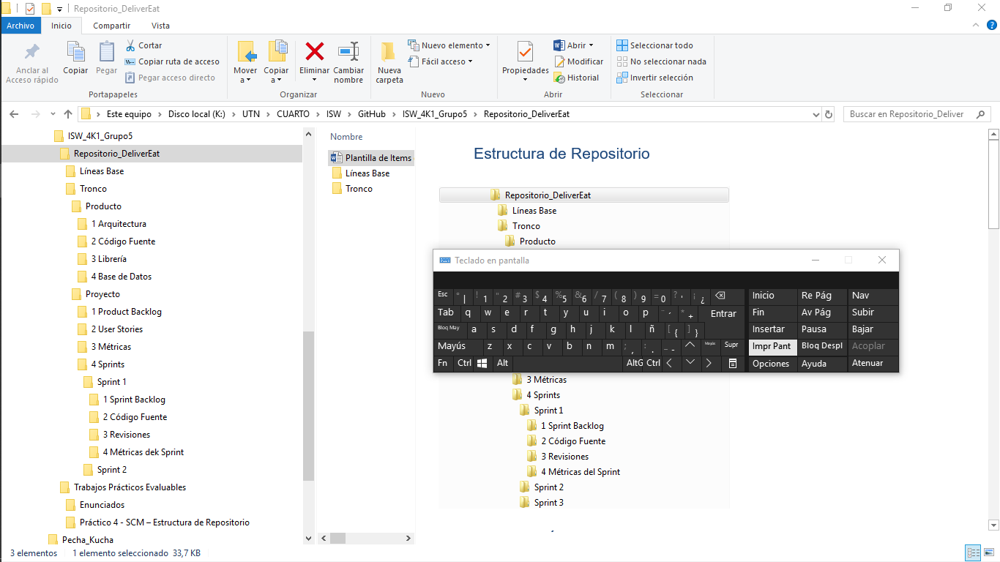 Repositorio_DeliverEat
Archivo Inicio Compartir Vista
Anclar al Acceso rápido
Copiar
Pegar
Cortar
Copiar ruta de acceso
Pegar acceso directo
Portapapeles
Mover a
Copiar a
Eliminar
Cambiar nombre
Organizar
Nueva carpeta
Nuevo elemento
Fácil acceso
Nuevo
Propiedades
Abrir
Modificar
Historial
Abrir
Seleccionar todo
No seleccionar nada
Invertir selección
Seleccionar
Este equipo > Disco local (K:) > UTN > CUARTO > ISW > GitHub > ISW_4K1_Grupo5 > Repositorio_DeliverEat
Buscar en Repositorio_Deliver
ISW_4K1_Grupo5
Repositorio_DeliverEat
Líneas Base
Tronco
Producto
1 Arquitectura
2 Código Fuente
3 Librería
4 Base de Datos
Proyecto
1 Product Backlog
2 User Stories
3 Métricas
4 Sprints
Sprint 1
1 Sprint Backlog
2 Código Fuente
3 Revisiones
4 Métricas dek Sprint
Sprint 2
Trabajos Prácticos Evaluables
Enunciados
Práctico 4 - SCM – Estructura de Repositorio
Pecha_Kucha
Nombre
Plantilla de Items
Líneas Base
Tronco
Estructura de Repositorio
Repositorio_DeliverEat
Líneas Base
Tronco
Producto
Teclado en pantalla
Esc ° | ! 1 " 2 # 3 $ 4 % 5 & 6 / 7 ( 8 ) 9 = 0 ? ' ¡ ¿ Inicio Re Pág Nav
Tab q w e r t y u i o p ¨ ´ * + Entrar Fin Av Pág Subir
Bloq May a s d f g h j k l ñ [ { ] } Insertar Pausa Bajar
Mayús z x c v b n m ; , : . _ - Mayús Supr Impr Pant Bloq Despl Acoplar
Fn Ctrl Alt AltG Ctrl Opciones Ayuda Atenuar
3 Métricas
4 Sprints
Sprint 1
1 Sprint Backlog
2 Código Fuente
3 Revisiones
4 Métricas del Sprint
Sprint 2
Sprint 3
3 elementos 1 elemento seleccionado 33,7 KB